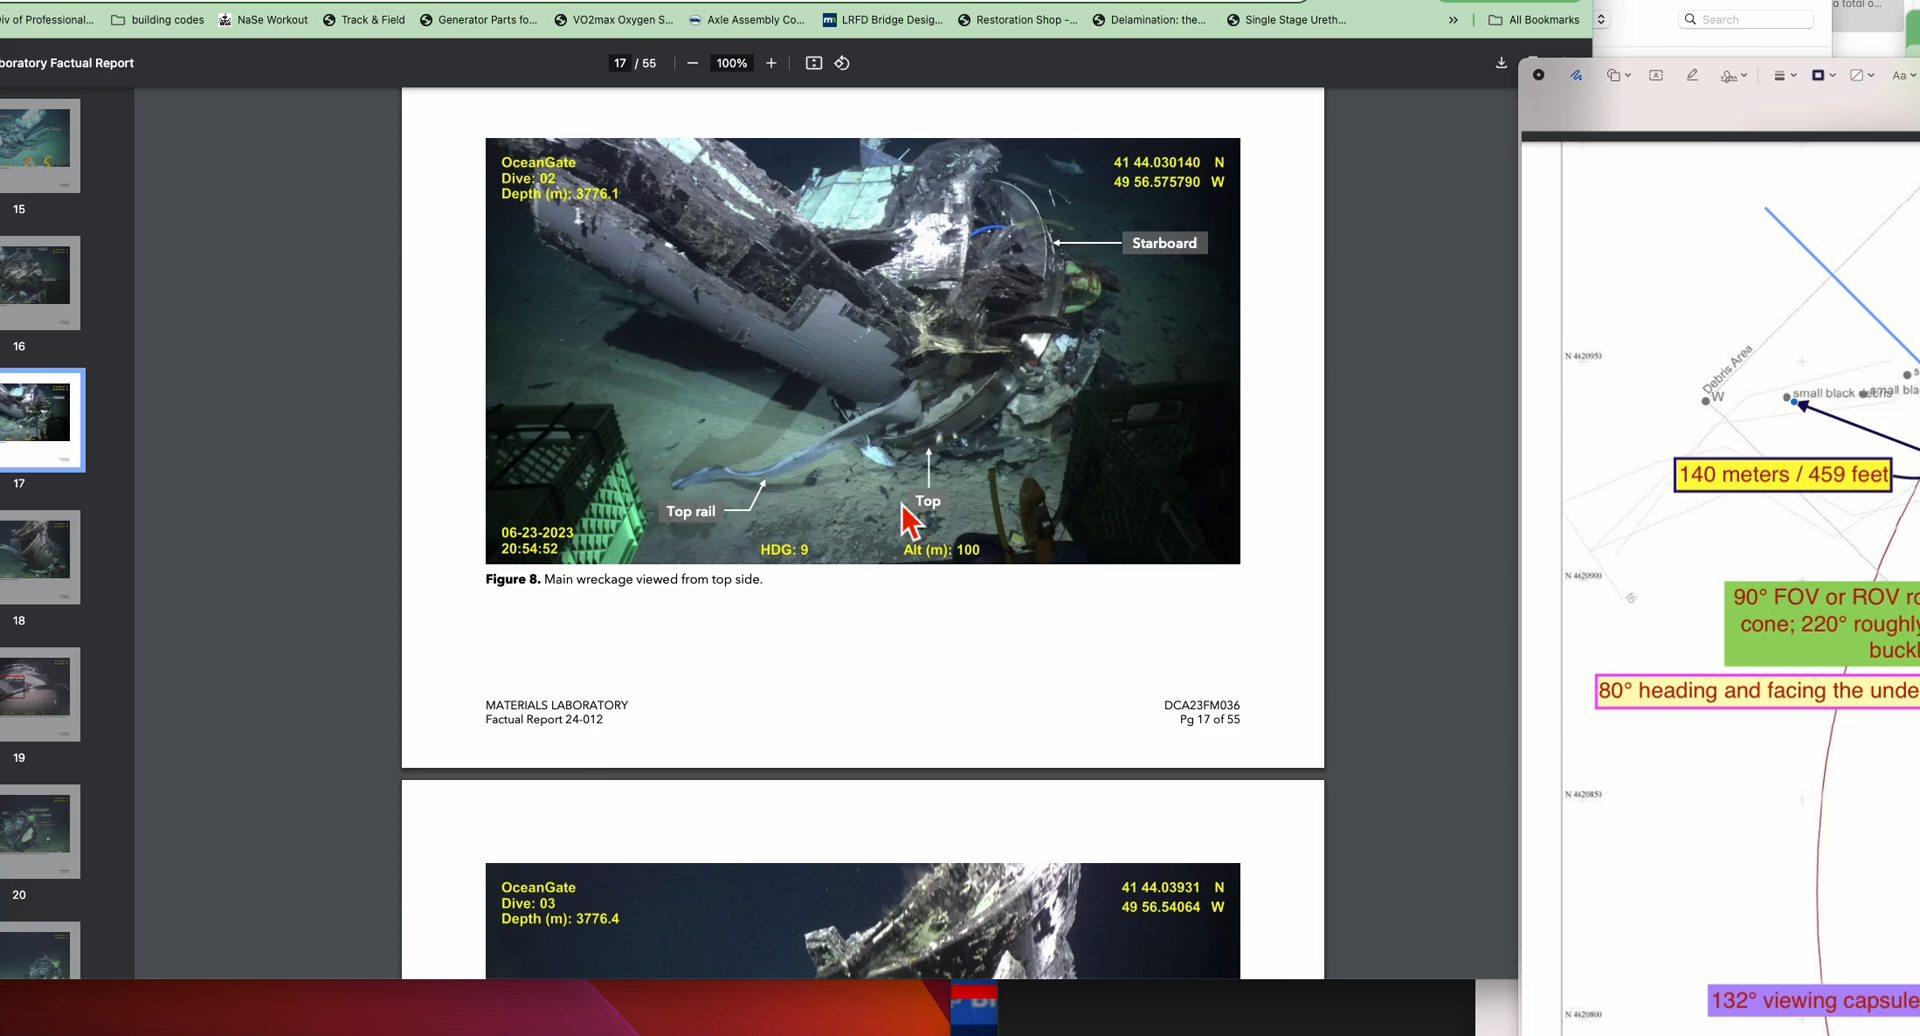 iv of Professional...
building codes
NaSe Workout
Track & Field
Generator Parts fo...
VO2max Oxygen S...
Axle Assembly Co...
LRFD Bridge Desig...
Restoration Shop -...
Delamination: the...
Single Stage Ureth...
»
All Bookmarks
Search
a total o...
boratory Factual Report
17 / 55
100%
Aa
15
16
17
18
19
20
OceanGate
Dive: 02
Depth (m): 3776.1
41 44.030140 N
49 56.575790 W
Starboard
Top rail
Top
06-23-2023
20:54:52
HDG: 9
Alt (m): 100
Figure 8. Main wreckage viewed from top side.
MATERIALS LABORATORY
Factual Report 24-012
DCA23FM036
Pg 17 of 55
OceanGate
Dive: 03
Depth (m): 3776.4
41 44.03931 N
49 56.54064 W
N 4620950
Debris Area
W
small black debris
small bla
s
140 meters / 459 feet
N 4620900
90° FOV or ROV ro
cone; 220° roughly
buckl
80° heading and facing the unde
N 4620850
132° viewing capsule
N 4620800